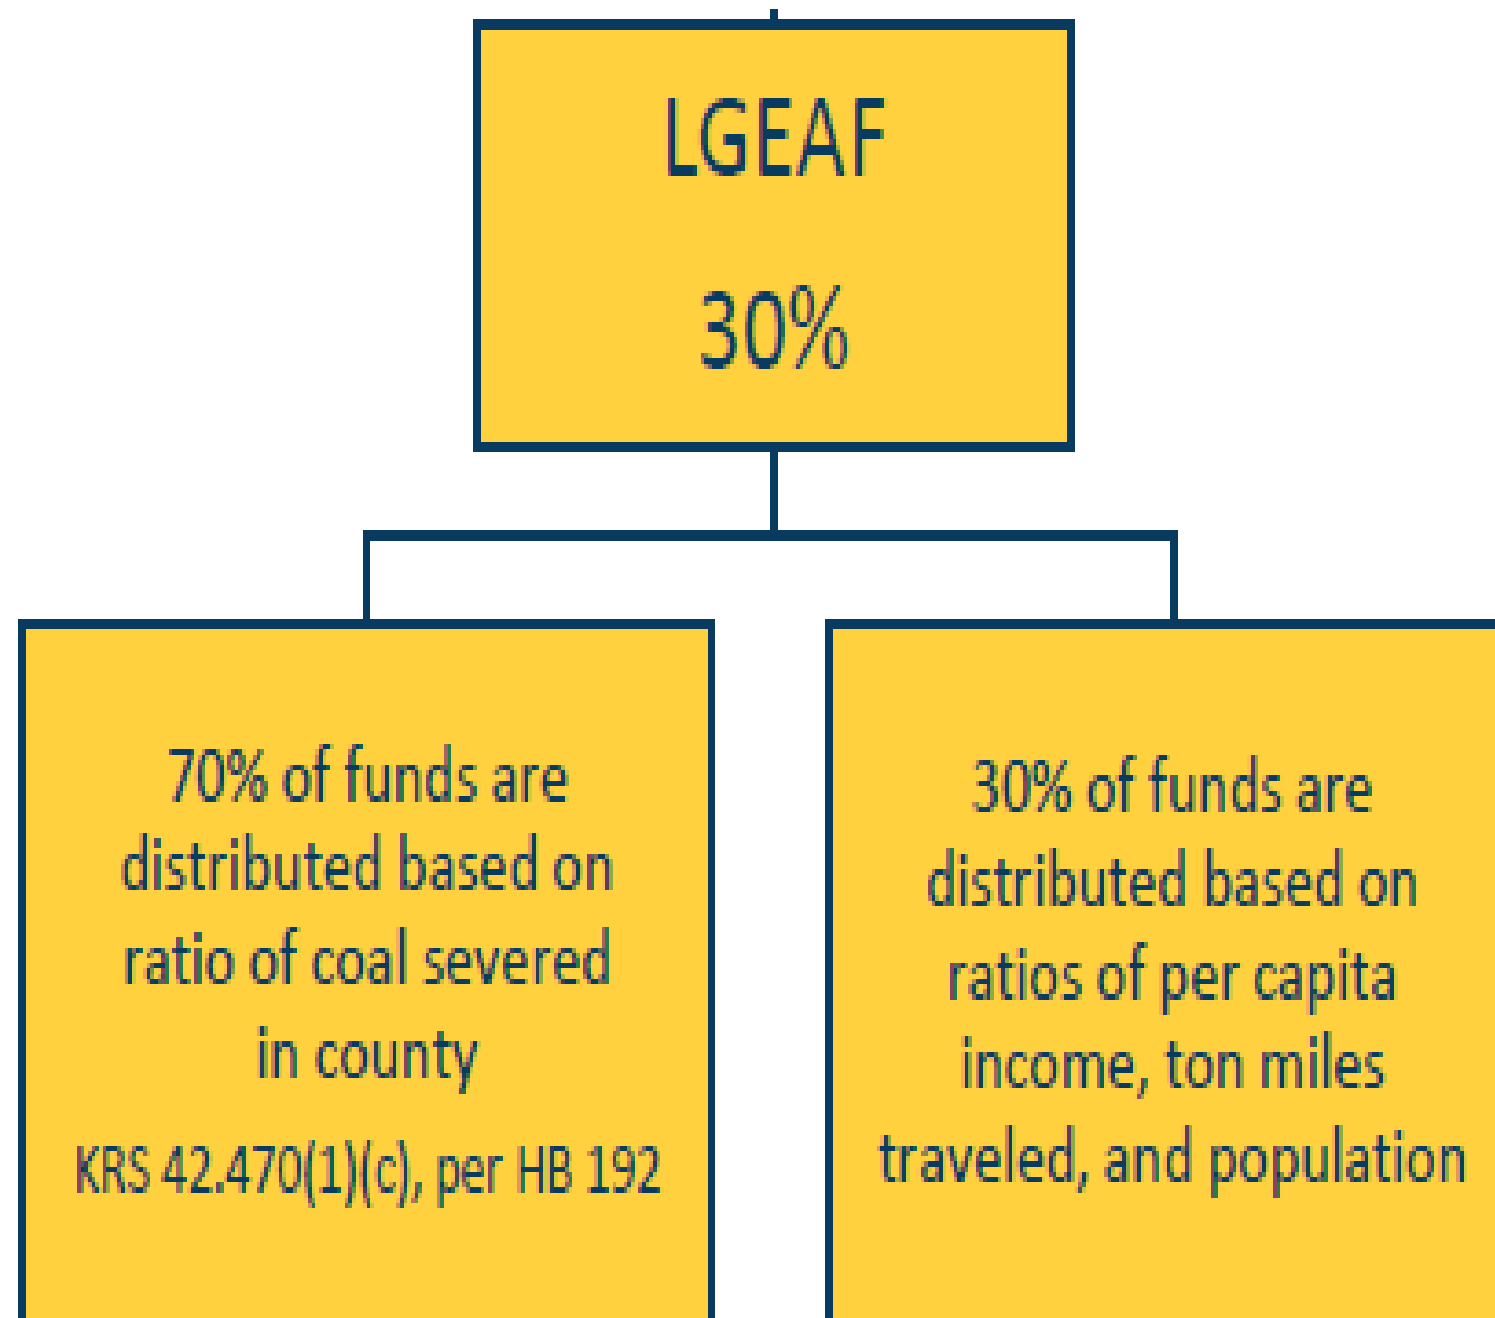 LGEAF
30%
70% of funds are
distributed based on
ratio of coal severed
in county
KRS 42.470(1)(c), per HB 192
30% of funds are
distributed based on
ratios of per capita
income, ton miles
traveled, and population